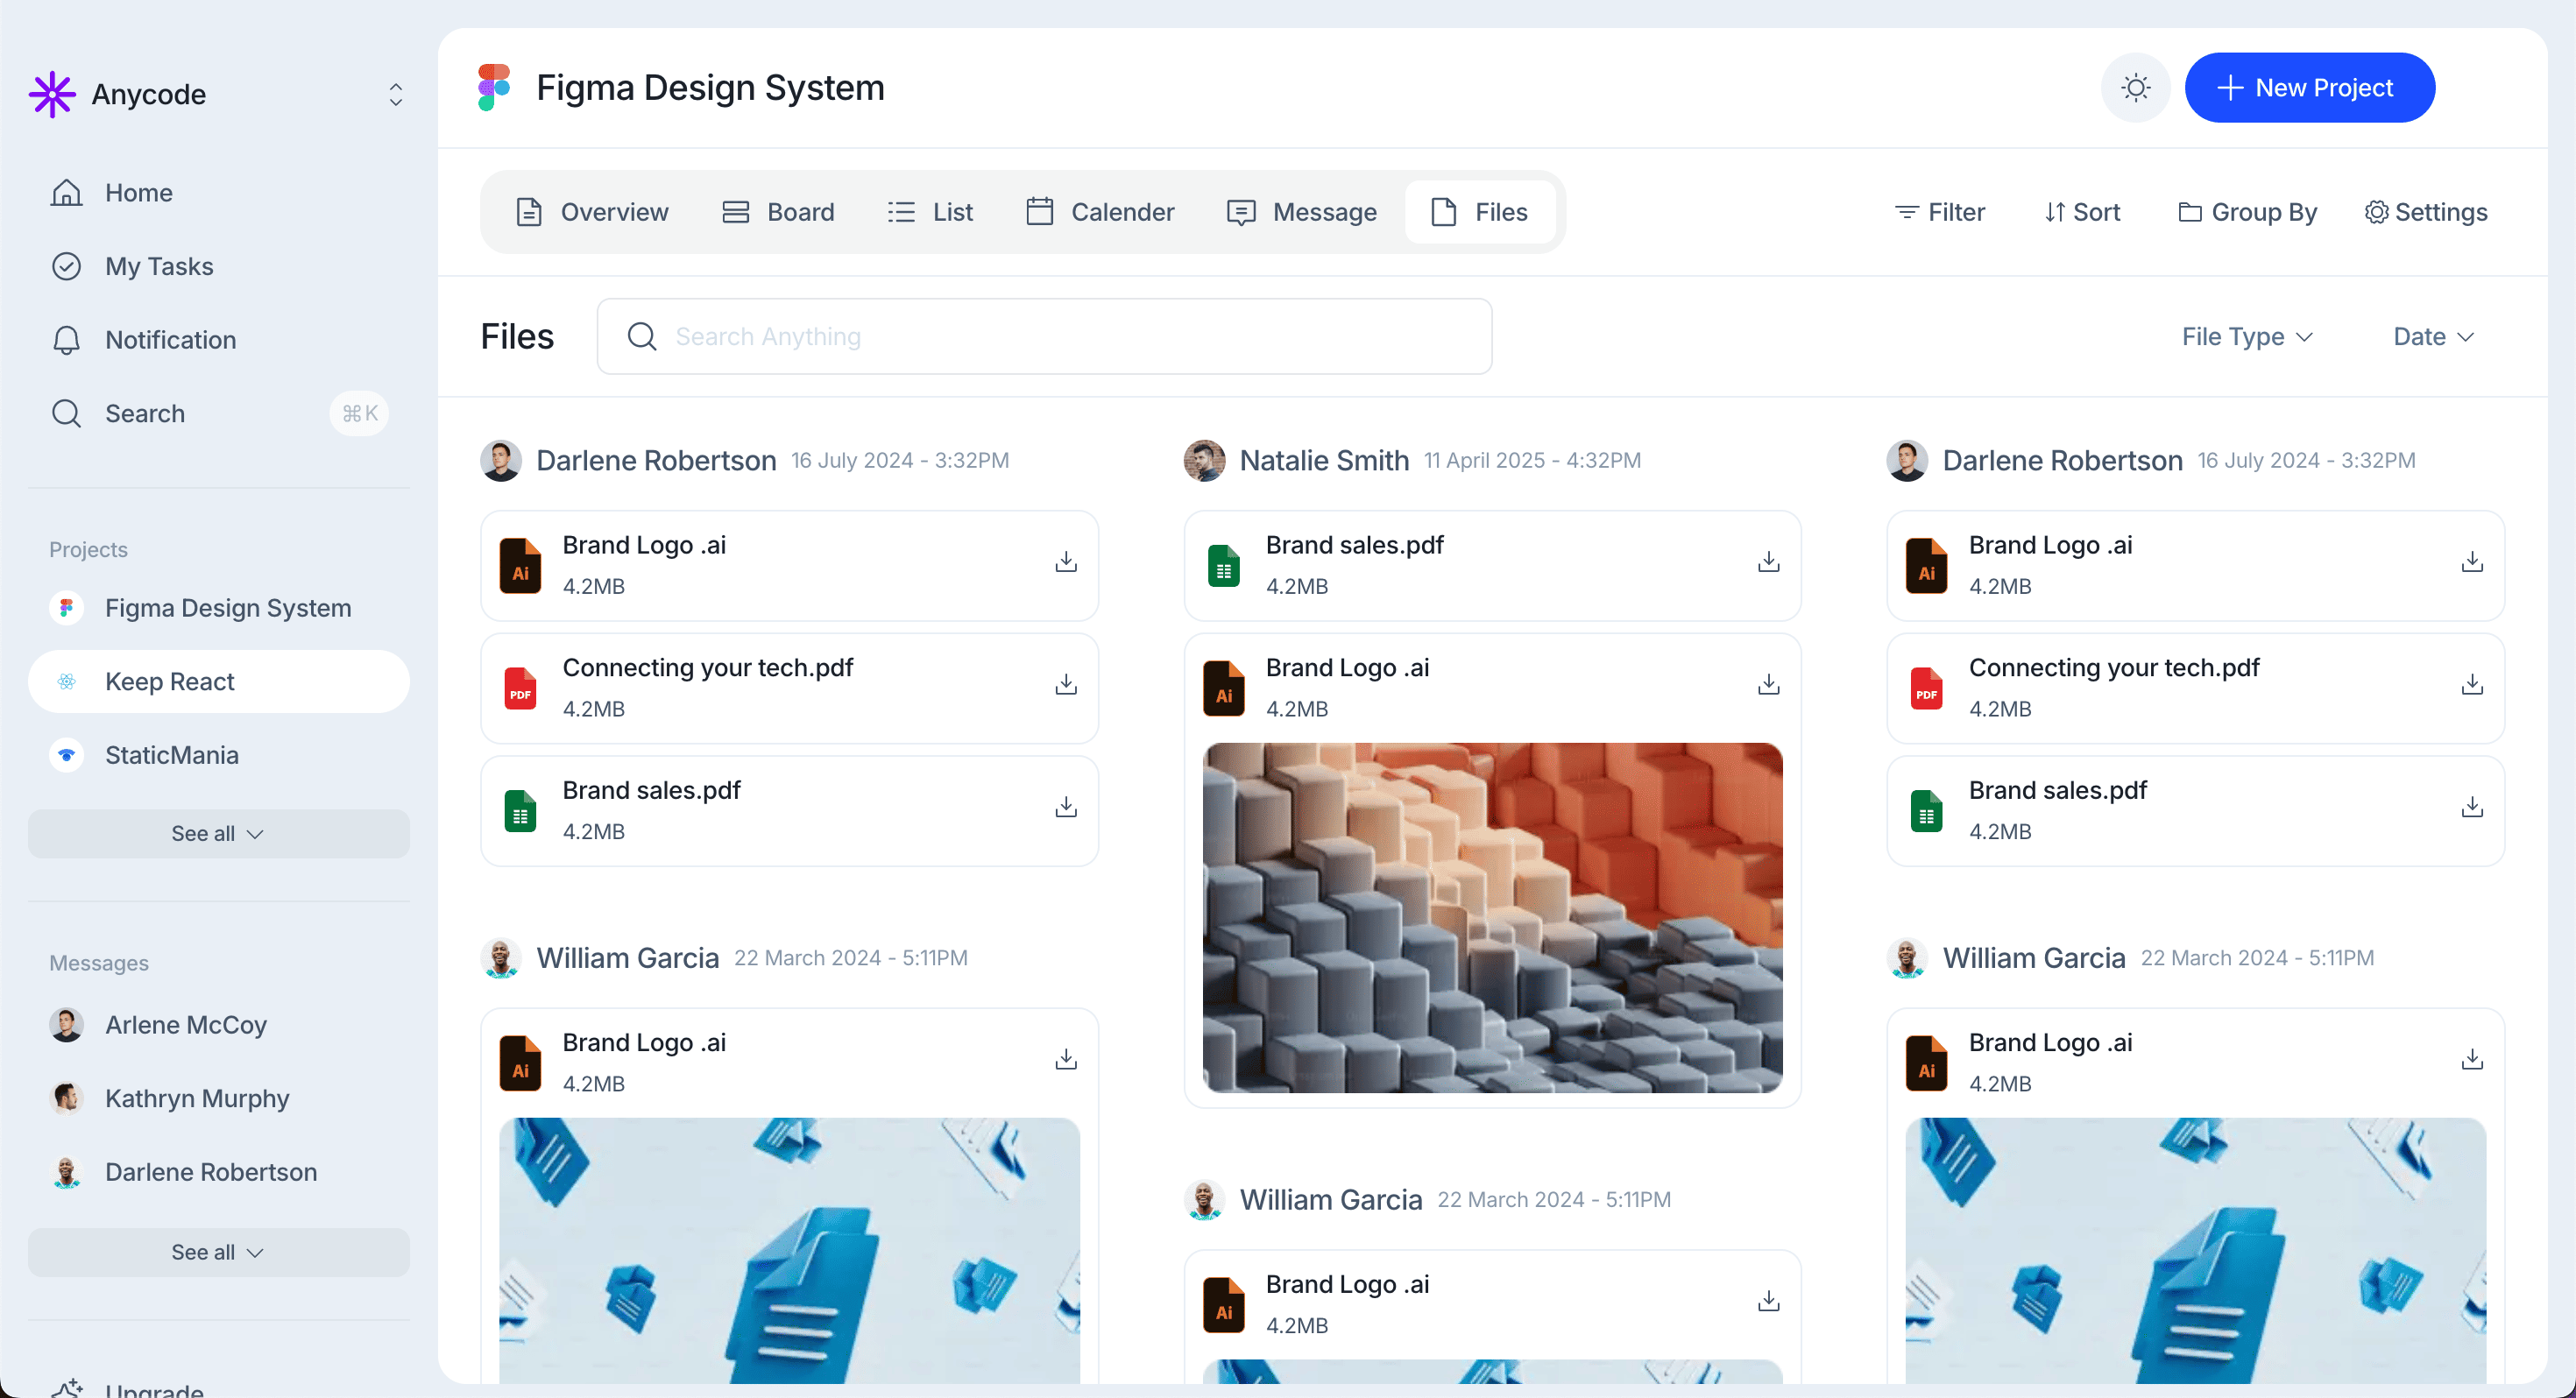 Anycode
Home
My Tasks
Notification
Search
⌘K
Projects
Figma Design System
Keep React
StaticMania
See all
Messages
Arlene McCoy
Kathryn Murphy
Darlene Robertson
See all
Upgrade
Figma Design System
New Project
Overview
Board
List
Calender
Message
Files
Filter
Sort
Group By
Settings
Files
Search Anything
File Type
Date
Darlene Robertson 16 July 2024 - 3:32PM
Ai
Brand Logo .ai
4.2MB
PDF
Connecting your tech.pdf
4.2MB
Brand sales.pdf
4.2MB
William Garcia 22 March 2024 - 5:11PM
Ai
Brand Logo .ai
4.2MB
Natalie Smith 11 April 2025 - 4:32PM
Brand sales.pdf
4.2MB
Ai
Brand Logo .ai
4.2MB
William Garcia 22 March 2024 - 5:11PM
Ai
Brand Logo .ai
4.2MB
Darlene Robertson 16 July 2024 - 3:32PM
Ai
Brand Logo .ai
4.2MB
PDF
Connecting your tech.pdf
4.2MB
Brand sales.pdf
4.2MB
William Garcia 22 March 2024 - 5:11PM
Ai
Brand Logo .ai
4.2MB